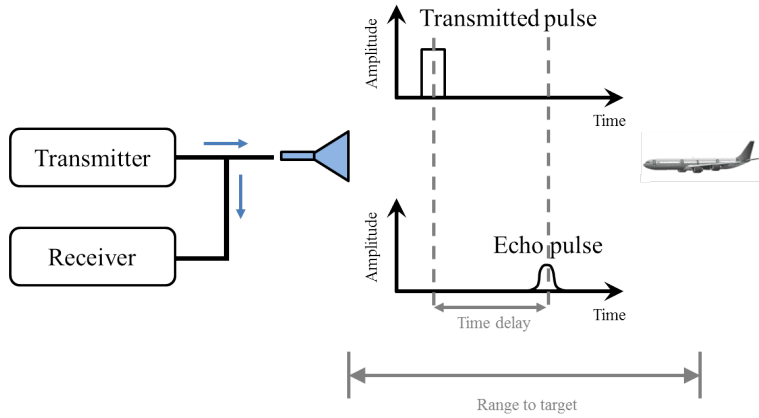 Transmitted pulse
Amplitude
Time
Transmitter
Receiver
Amplitude
Echo pulse
Time
Time delay
Range to target